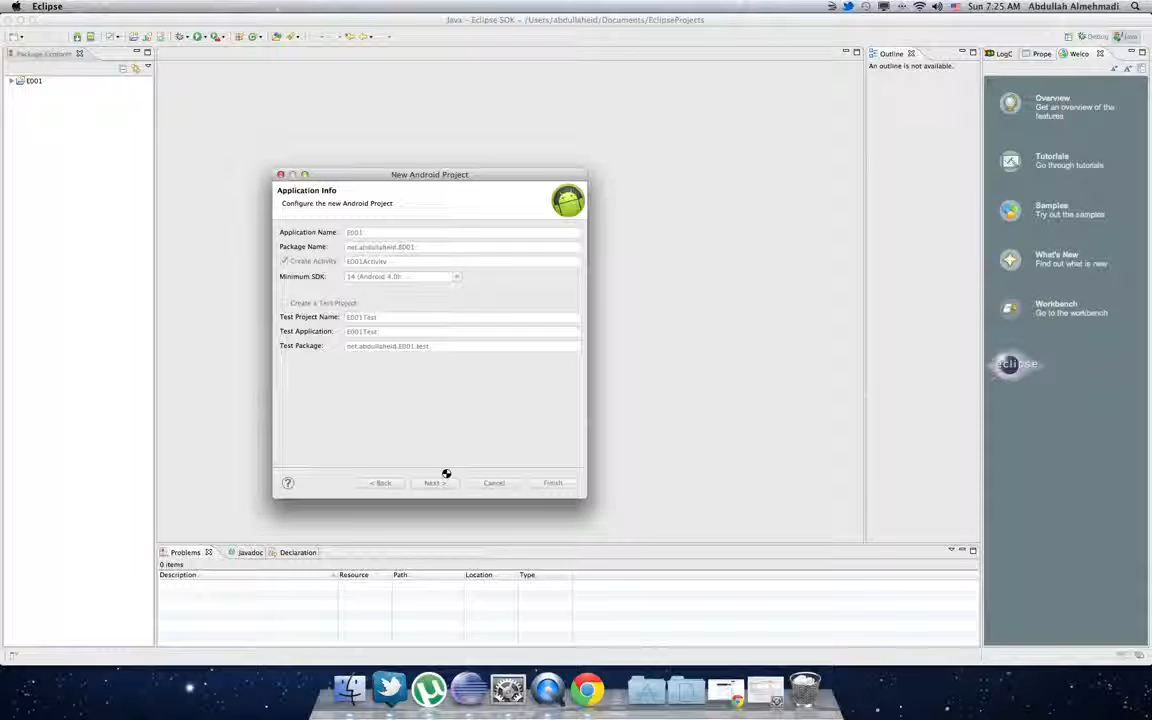 Eclipse
Sun 7:25 AM Abdullah Almehmadi
Java – Eclipse SDK – /Users/abdullaheid/Documents/EclipseProjects
Debug Java
Package Explorer
E001
Outline
An outline is not available.
LogC Prope Welco
Overview
Get an overview of the
features
Tutorials
Go through tutorials
Samples
Try out the samples
What's New
Find out what is new
Workbench
Go to the workbench
eclipse
New Android Project
Application Info
Configure the new Android Project
Application Name: E001
Package Name: net.abdullaheid.E001
Create Activity E001Activity
Minimum SDK: 14 (Android 4.0)
Create a Test Project
Test Project Name: E001Test
Test Application: E001Test
Test Package: net.abdullaheid.E001.test
? < Back Next > Cancel Finish
Problems Javadoc Declaration
0 items
Description Resource Path Location Type